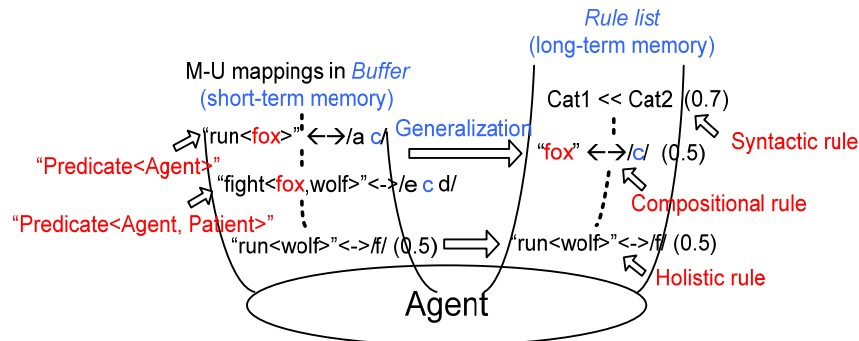 Rule list
(long-term memory)
M-U mappings in Buffer
(short-term memory)
Cat1 << Cat2 (0.7)
Syntactic rule
"run<fox>" ←→/a c/
Generalization
"fox" ←→/c/ (0.5)
"Predicate<Agent>"
"fight<fox,wolf>"<->/e c d/
Compositional rule
"Predicate<Agent, Patient>"
"run<wolf>"<->/f/ (0.5)
"run<wolf>"<->/f/ (0.5)
Holistic rule
Agent